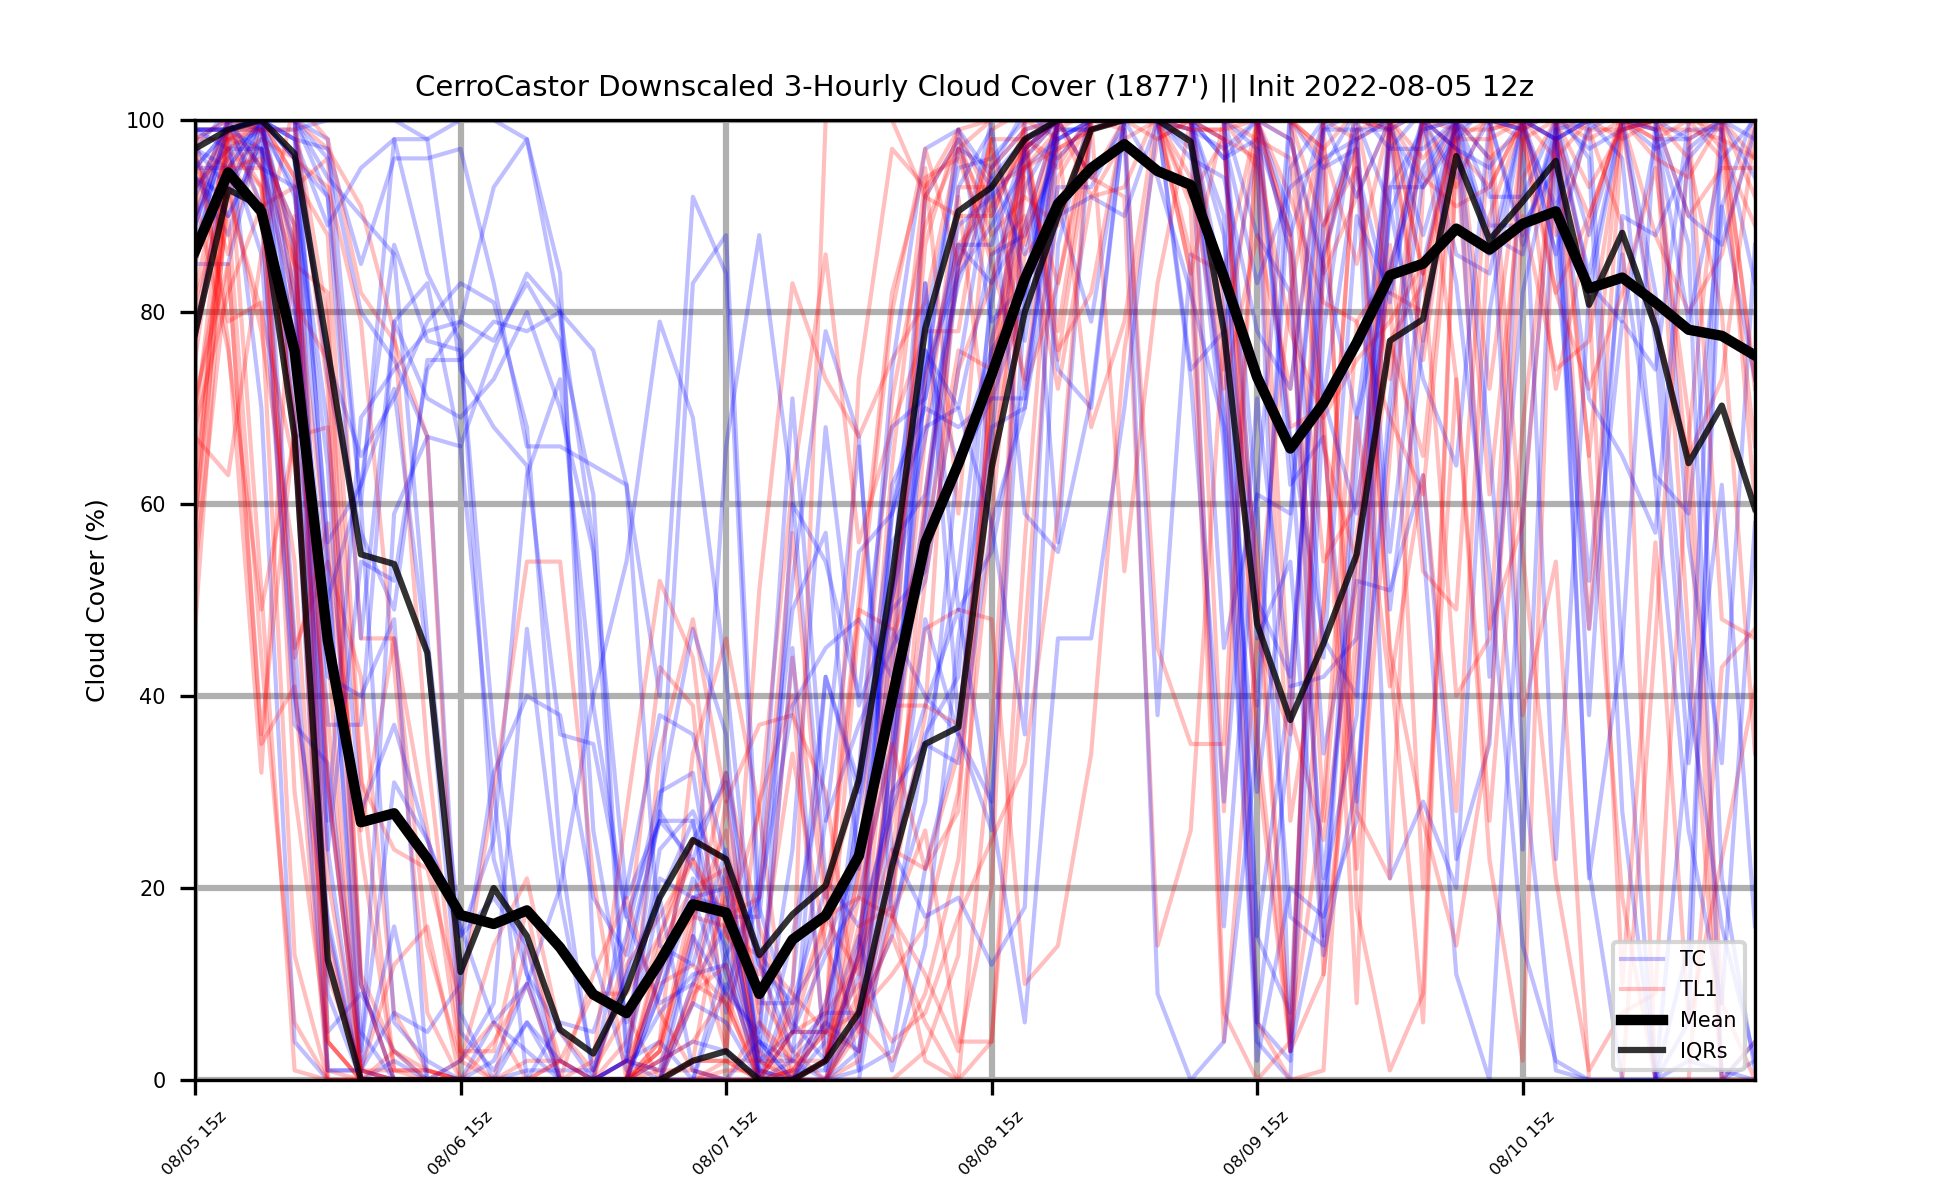 CerroCastor Downscaled 3-Hourly Cloud Cover (1877') || Init 2022-08-05 12z
Cloud Cover (%)
100
80
60
40
20
0
08/05 15z
08/06 15z
08/07 15z
08/08 15z
08/09 15z
08/10 15z
TC
TL1
Mean
IQRs